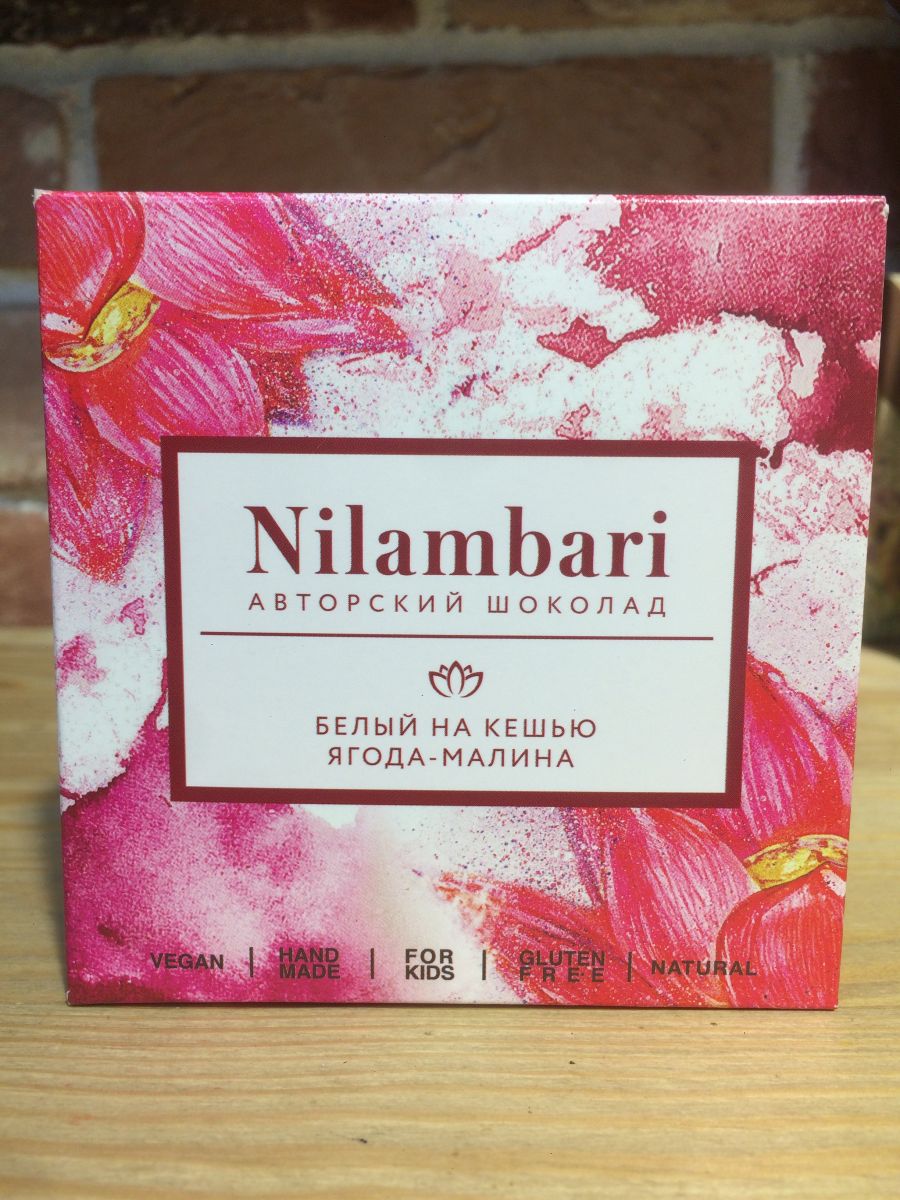 Nilambari
АВТОРСКИЙ ШОКОЛАД
БЕЛЫЙ НА КЕШЬЮ
ЯГОДА-МАЛИНА
VEGAN | HAND MADE | FOR KIDS | GLUTEN FREE | NATURAL